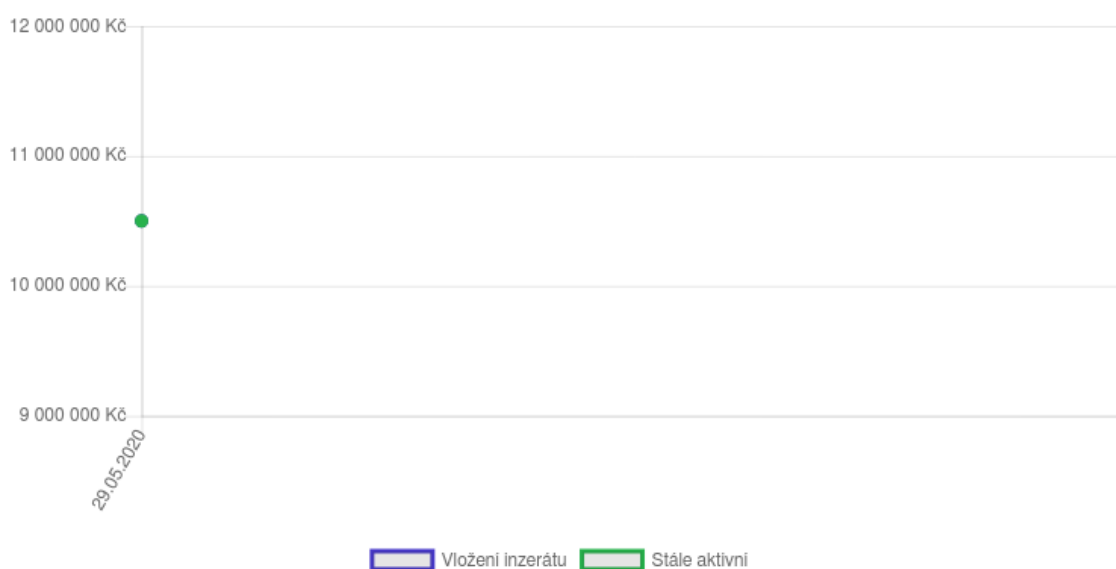 12 000 000 Kč
11 000 000 Kč
10 000 000 Kč
9 000 000 Kč
29.05.2020
Vložení inzerátu
Stále aktivní